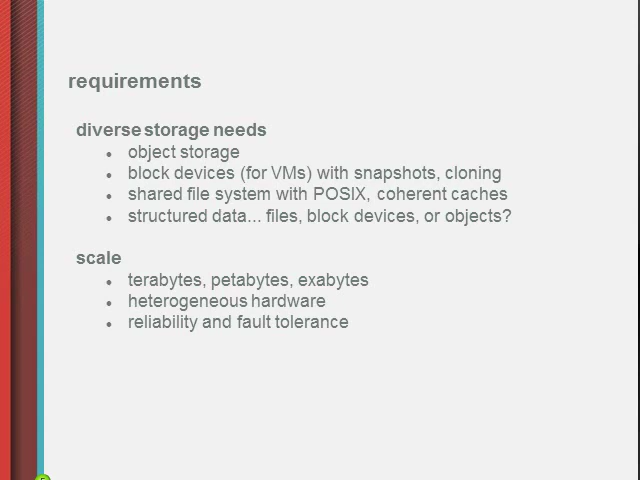 requirements
diverse storage needs
• object storage
• block devices (for VMs) with snapshots, cloning
• shared file system with POSIX, coherent caches
• structured data... files, block devices, or objects?
scale
• terabytes, petabytes, exabytes
• heterogeneous hardware
• reliability and fault tolerance